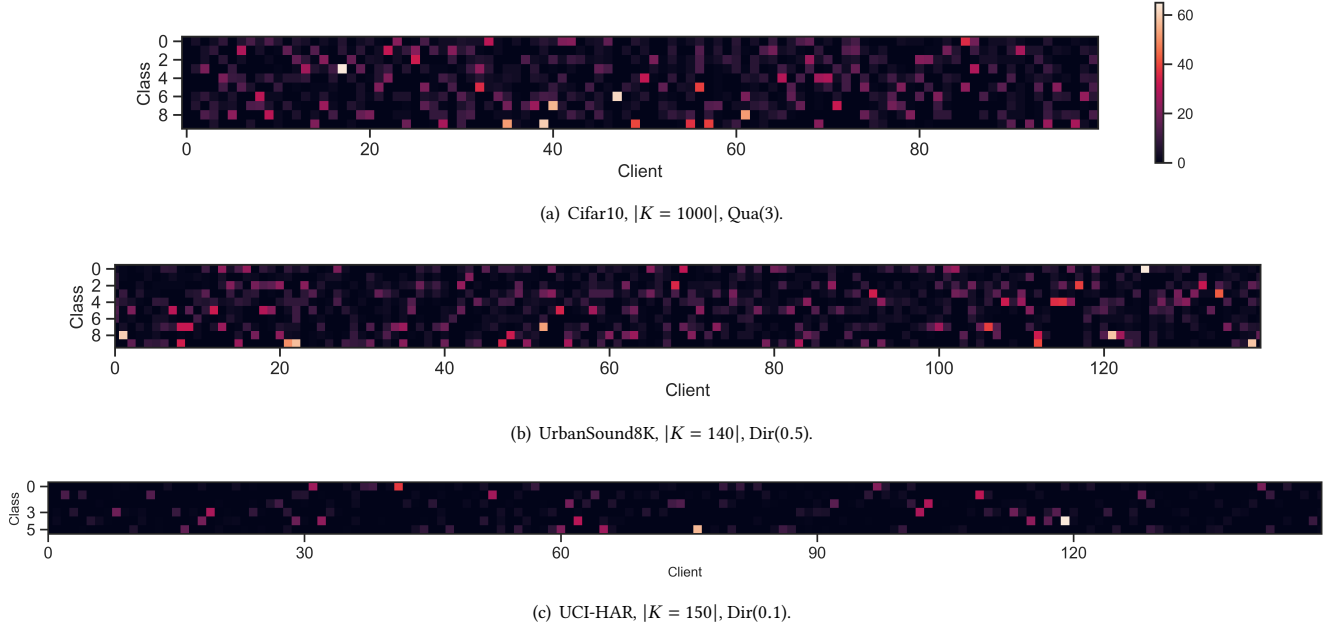 60
40
20
0
Class
0
2
4
6
8
0 20 40 60 80
Client
(a) Cifar10, |K = 1000|, Qua(3).
Class
0
2
4
6
8
0 20 40 60 80 100 120
Client
(b) UrbanSound8K, |K = 140|, Dir(0.5).
Class
0
3
5
0 30 60 90 120
Client
(c) UCI-HAR, |K = 150|, Dir(0.1).